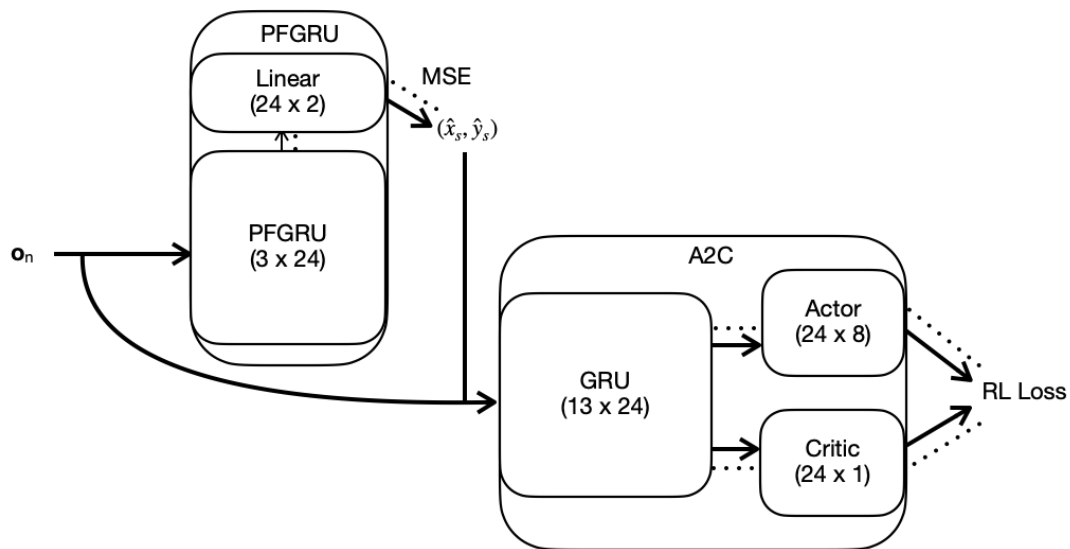 PFGRU
Linear
(24 x 2)
MSE
(x̂ₛ, ŷₛ)
PFGRU
(3 x 24)
oₙ
A2C
Actor
(24 x 8)
GRU
(13 x 24)
RL Loss
Critic
(24 x 1)